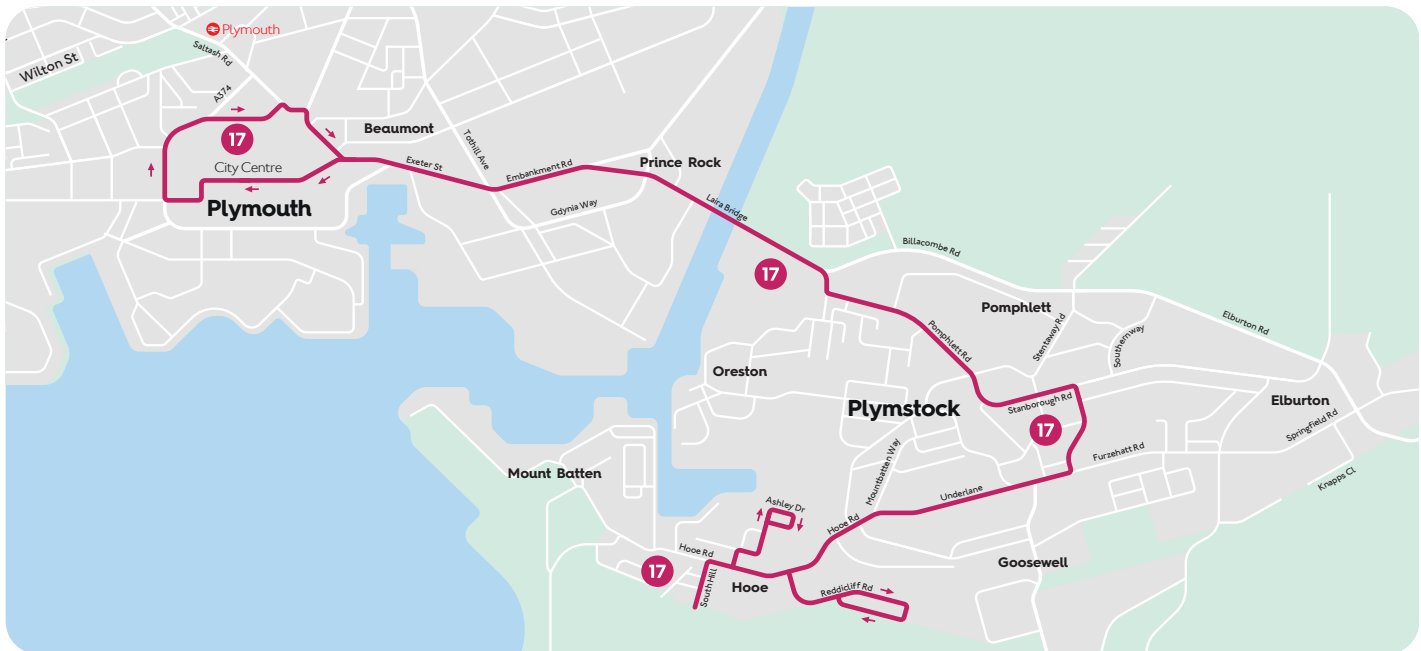 Plymouth
Saltash Rd
Wilton St
A374
17
City Centre
Plymouth
Beaumont
Tothill Ave
Exeter St
Embankment Rd
Prince Rock
Gdynia Way
Laira Bridge
17
Billacombe Rd
Pomphlett
Elburton Rd
Stentaway Rd
Southernway
Pomphlett Rd
Oreston
Plymstock
Stanborough Rd
17
Elburton
Springfield Rd
Furzehatt Rd
Knapps Cl
Mount Batten
Mountbatten Way
Underlane
Ashley Dr
Hooe Rd
Hooe Rd
17
South Hill
Hooe
Reddicliff Rd
Goosewell